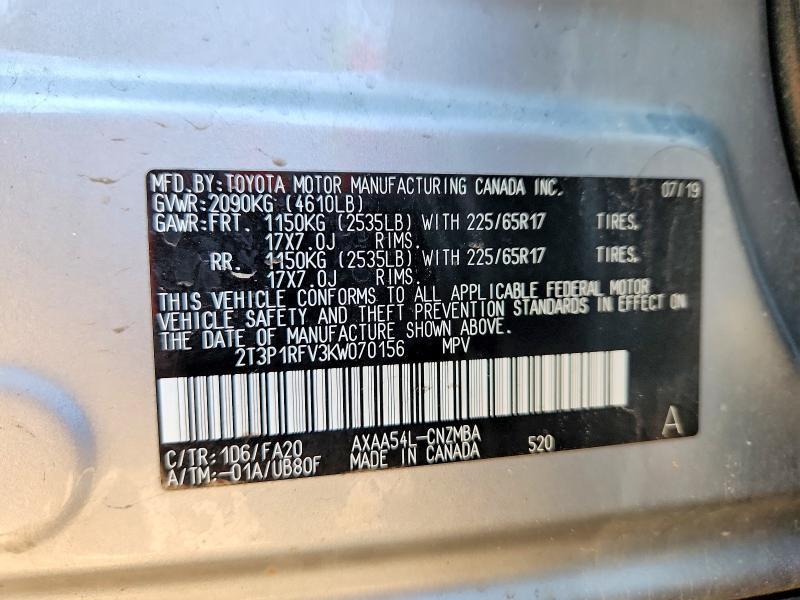 MFD.BY:TOYOTA MOTOR MANUFACTURING CANADA INC. 07/19
GVWR:2090KG (4610LB)
GAWR:FRT. 1150KG (2535LB) WITH 225/65R17 TIRES.
17X7.0J RIMS.
RR. 1150KG (2535LB) WITH 225/65R17 TIRES.
17X7.0J RIMS.
THIS VEHICLE CONFORMS TO ALL APPLICABLE FEDERAL MOTOR
VEHICLE SAFETY AND THEFT PREVENTION STANDARDS IN EFFECT ON
THE DATE OF MANUFACTURE SHOWN ABOVE.
2T3P1RFV3KW070156 MPV
C/TR:1D6/FA20 AXAA54L-CNZMBA 520 A
A/TM:-01A/UB80F MADE IN CANADA